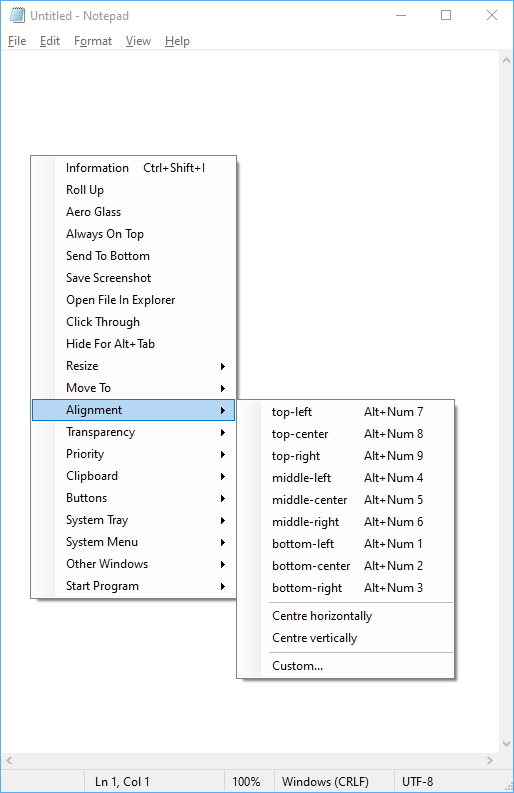 Untitled - Notepad
File Edit Format View Help
Information Ctrl+Shift+I
Roll Up
Aero Glass
Always On Top
Send To Bottom
Save Screenshot
Open File In Explorer
Click Through
Hide For Alt+Tab
Resize
Move To
Alignment
Transparency
Priority
Clipboard
Buttons
System Tray
System Menu
Other Windows
Start Program
top-left Alt+Num 7
top-center Alt+Num 8
top-right Alt+Num 9
middle-left Alt+Num 4
middle-center Alt+Num 5
middle-right Alt+Num 6
bottom-left Alt+Num 1
bottom-center Alt+Num 2
bottom-right Alt+Num 3
Centre horizontally
Centre vertically
Custom...
Ln 1, Col 1 100% Windows (CRLF) UTF-8